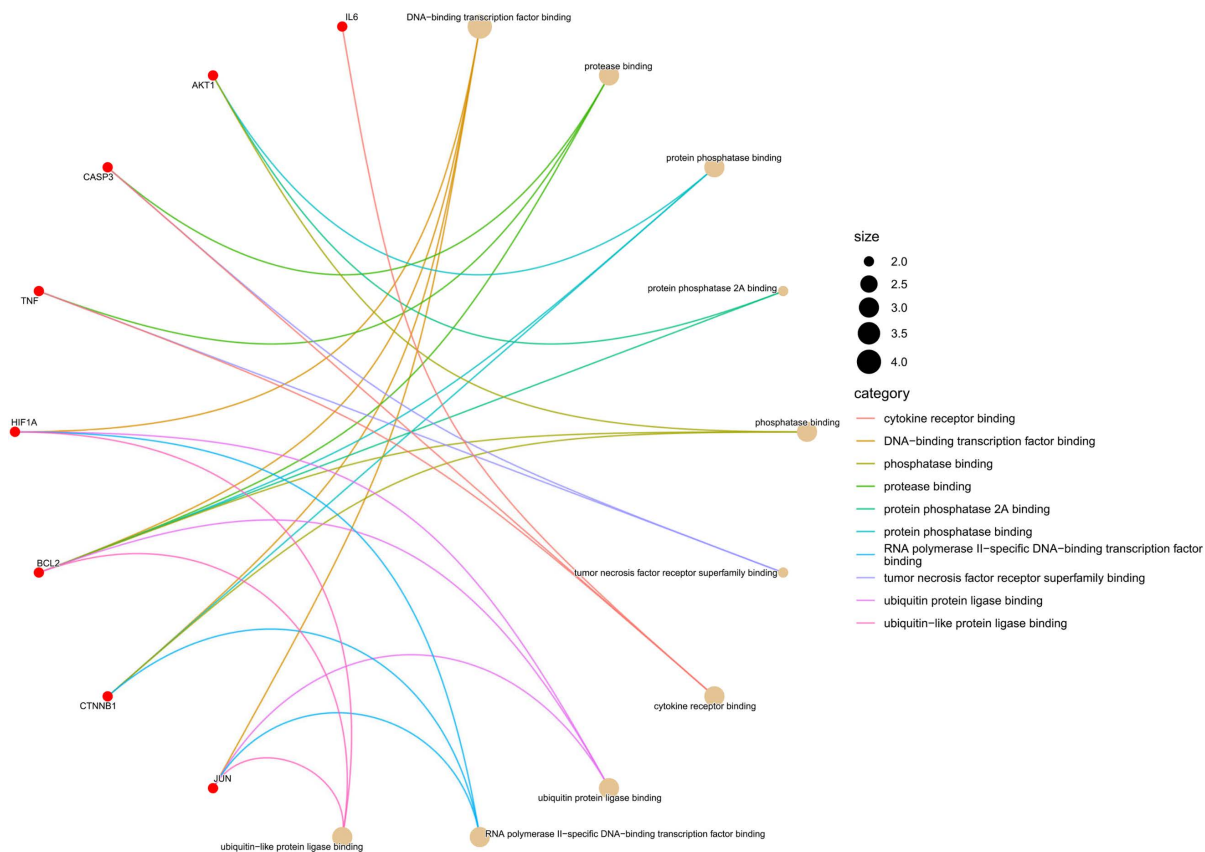 IL6
DNA−binding transcription factor binding
protease binding
AKT1
protein phosphatase binding
CASP3
protein phosphatase 2A binding
TNF
phosphatase binding
HIF1A
BCL2
tumor necrosis factor receptor superfamily binding
CTNNB1
cytokine receptor binding
JUN
ubiquitin protein ligase binding
RNA polymerase II−specific DNA−binding transcription factor binding
ubiquitin−like protein ligase binding
size
2.0
2.5
3.0
3.5
4.0
category
cytokine receptor binding
DNA−binding transcription factor binding
phosphatase binding
protease binding
protein phosphatase 2A binding
protein phosphatase binding
RNA polymerase II−specific DNA−binding transcription factor
binding
tumor necrosis factor receptor superfamily binding
ubiquitin protein ligase binding
ubiquitin−like protein ligase binding